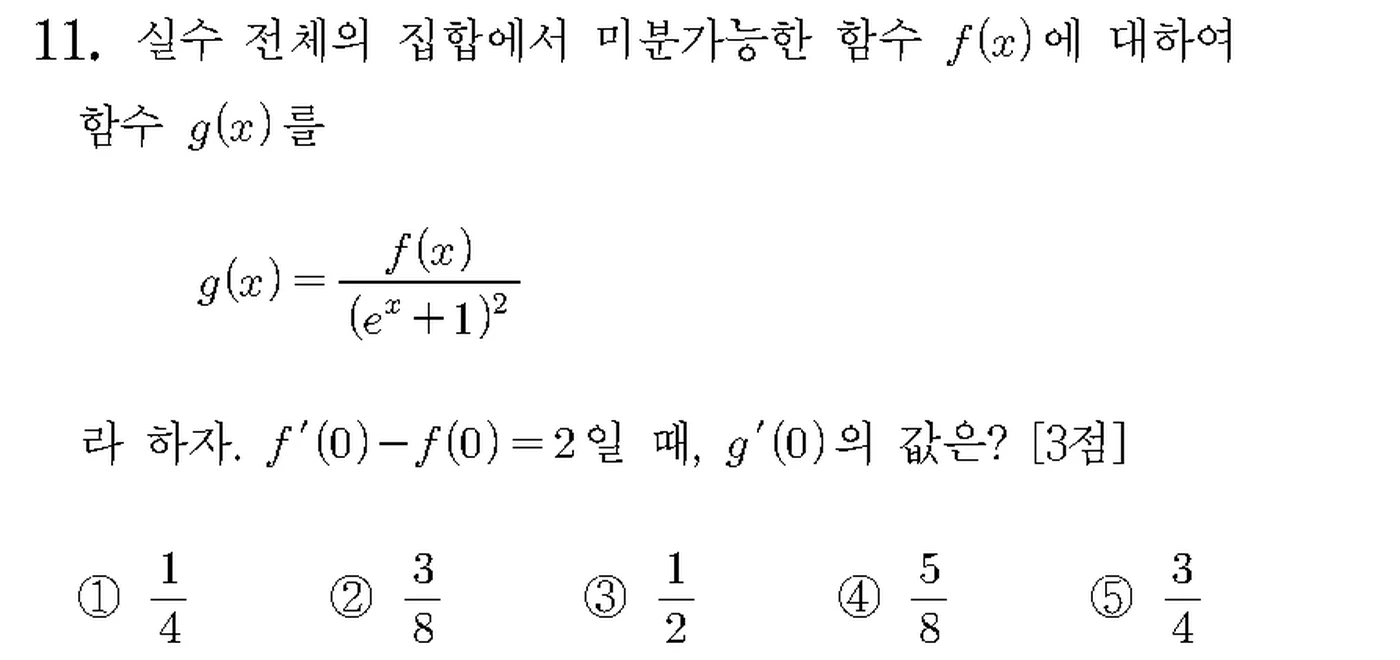 11. 실수 전체의 집합에서 미분가능한 함수 f(x)에 대하여
함수 g(x)를
g(x) = f(x) / (e^x + 1)^2
라 하자. f′(0) − f(0) = 2일 때, g′(0)의 값은? [3점]
① 1/4 ② 3/8 ③ 1/2 ④ 5/8 ⑤ 3/4